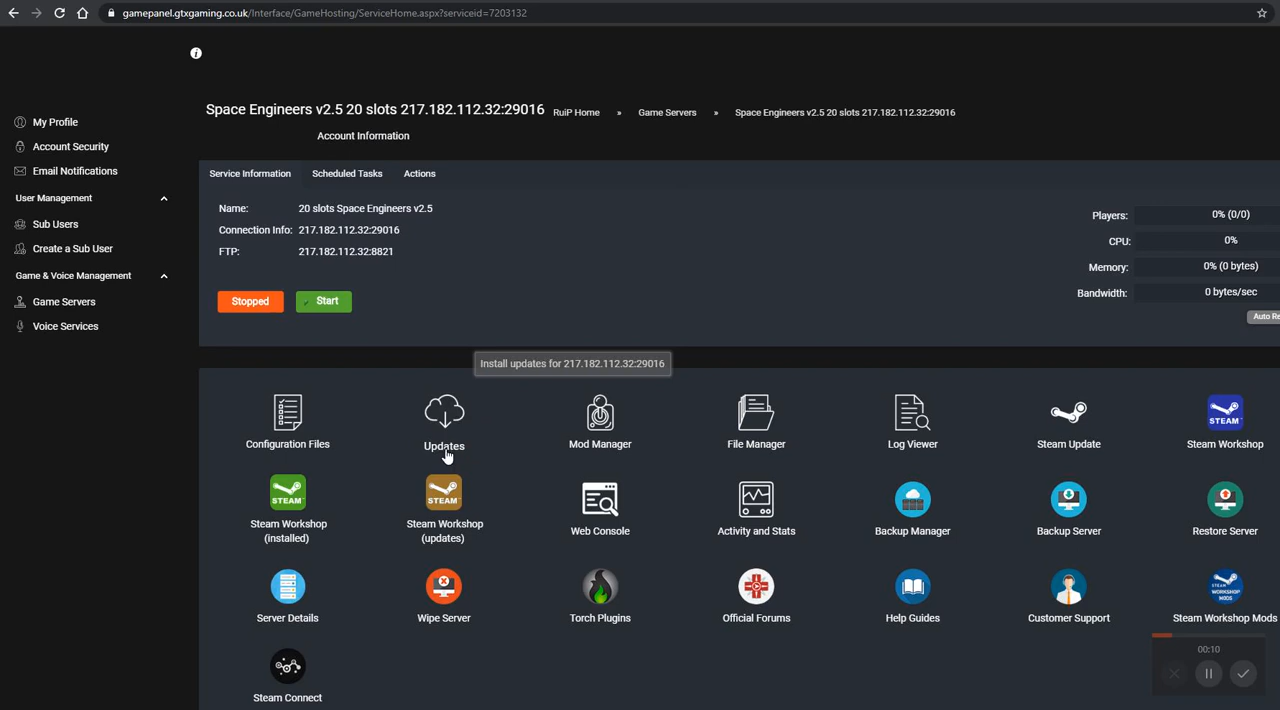 gamepanel.gtxgaming.co.uk/Interface/GameHosting/ServiceHome.aspx?serviceid=7203132
Space Engineers v2.5 20 slots 217.182.112.32:29016
RuiP Home » Game Servers » Space Engineers v2.5 20 slots 217.182.112.32:29016
Account Information
My Profile
Account Security
Email Notifications
User Management
Sub Users
Create a Sub User
Game & Voice Management
Game Servers
Voice Services
Service Information Scheduled Tasks Actions
Name: 20 slots Space Engineers v2.5
Connection Info: 217.182.112.32:29016
FTP: 217.182.112.32:8821
Players: 0% (0/0)
CPU: 0%
Memory: 0% (0 bytes)
Bandwidth: 0 bytes/sec
Stopped Start
Auto Re
Install updates for 217.182.112.32:29016
STEAM
Configuration Files Updates Mod Manager File Manager Log Viewer Steam Update Steam Workshop
STEAM STEAM
Steam Workshop
(installed)
Steam Workshop
(updates)
Web Console Activity and Stats Backup Manager Backup Server Restore Server
STEAM
WORKSHOP
MODS
Server Details Wipe Server Torch Plugins Official Forums Help Guides Customer Support Steam Workshop Mods
Steam Connect
00:10